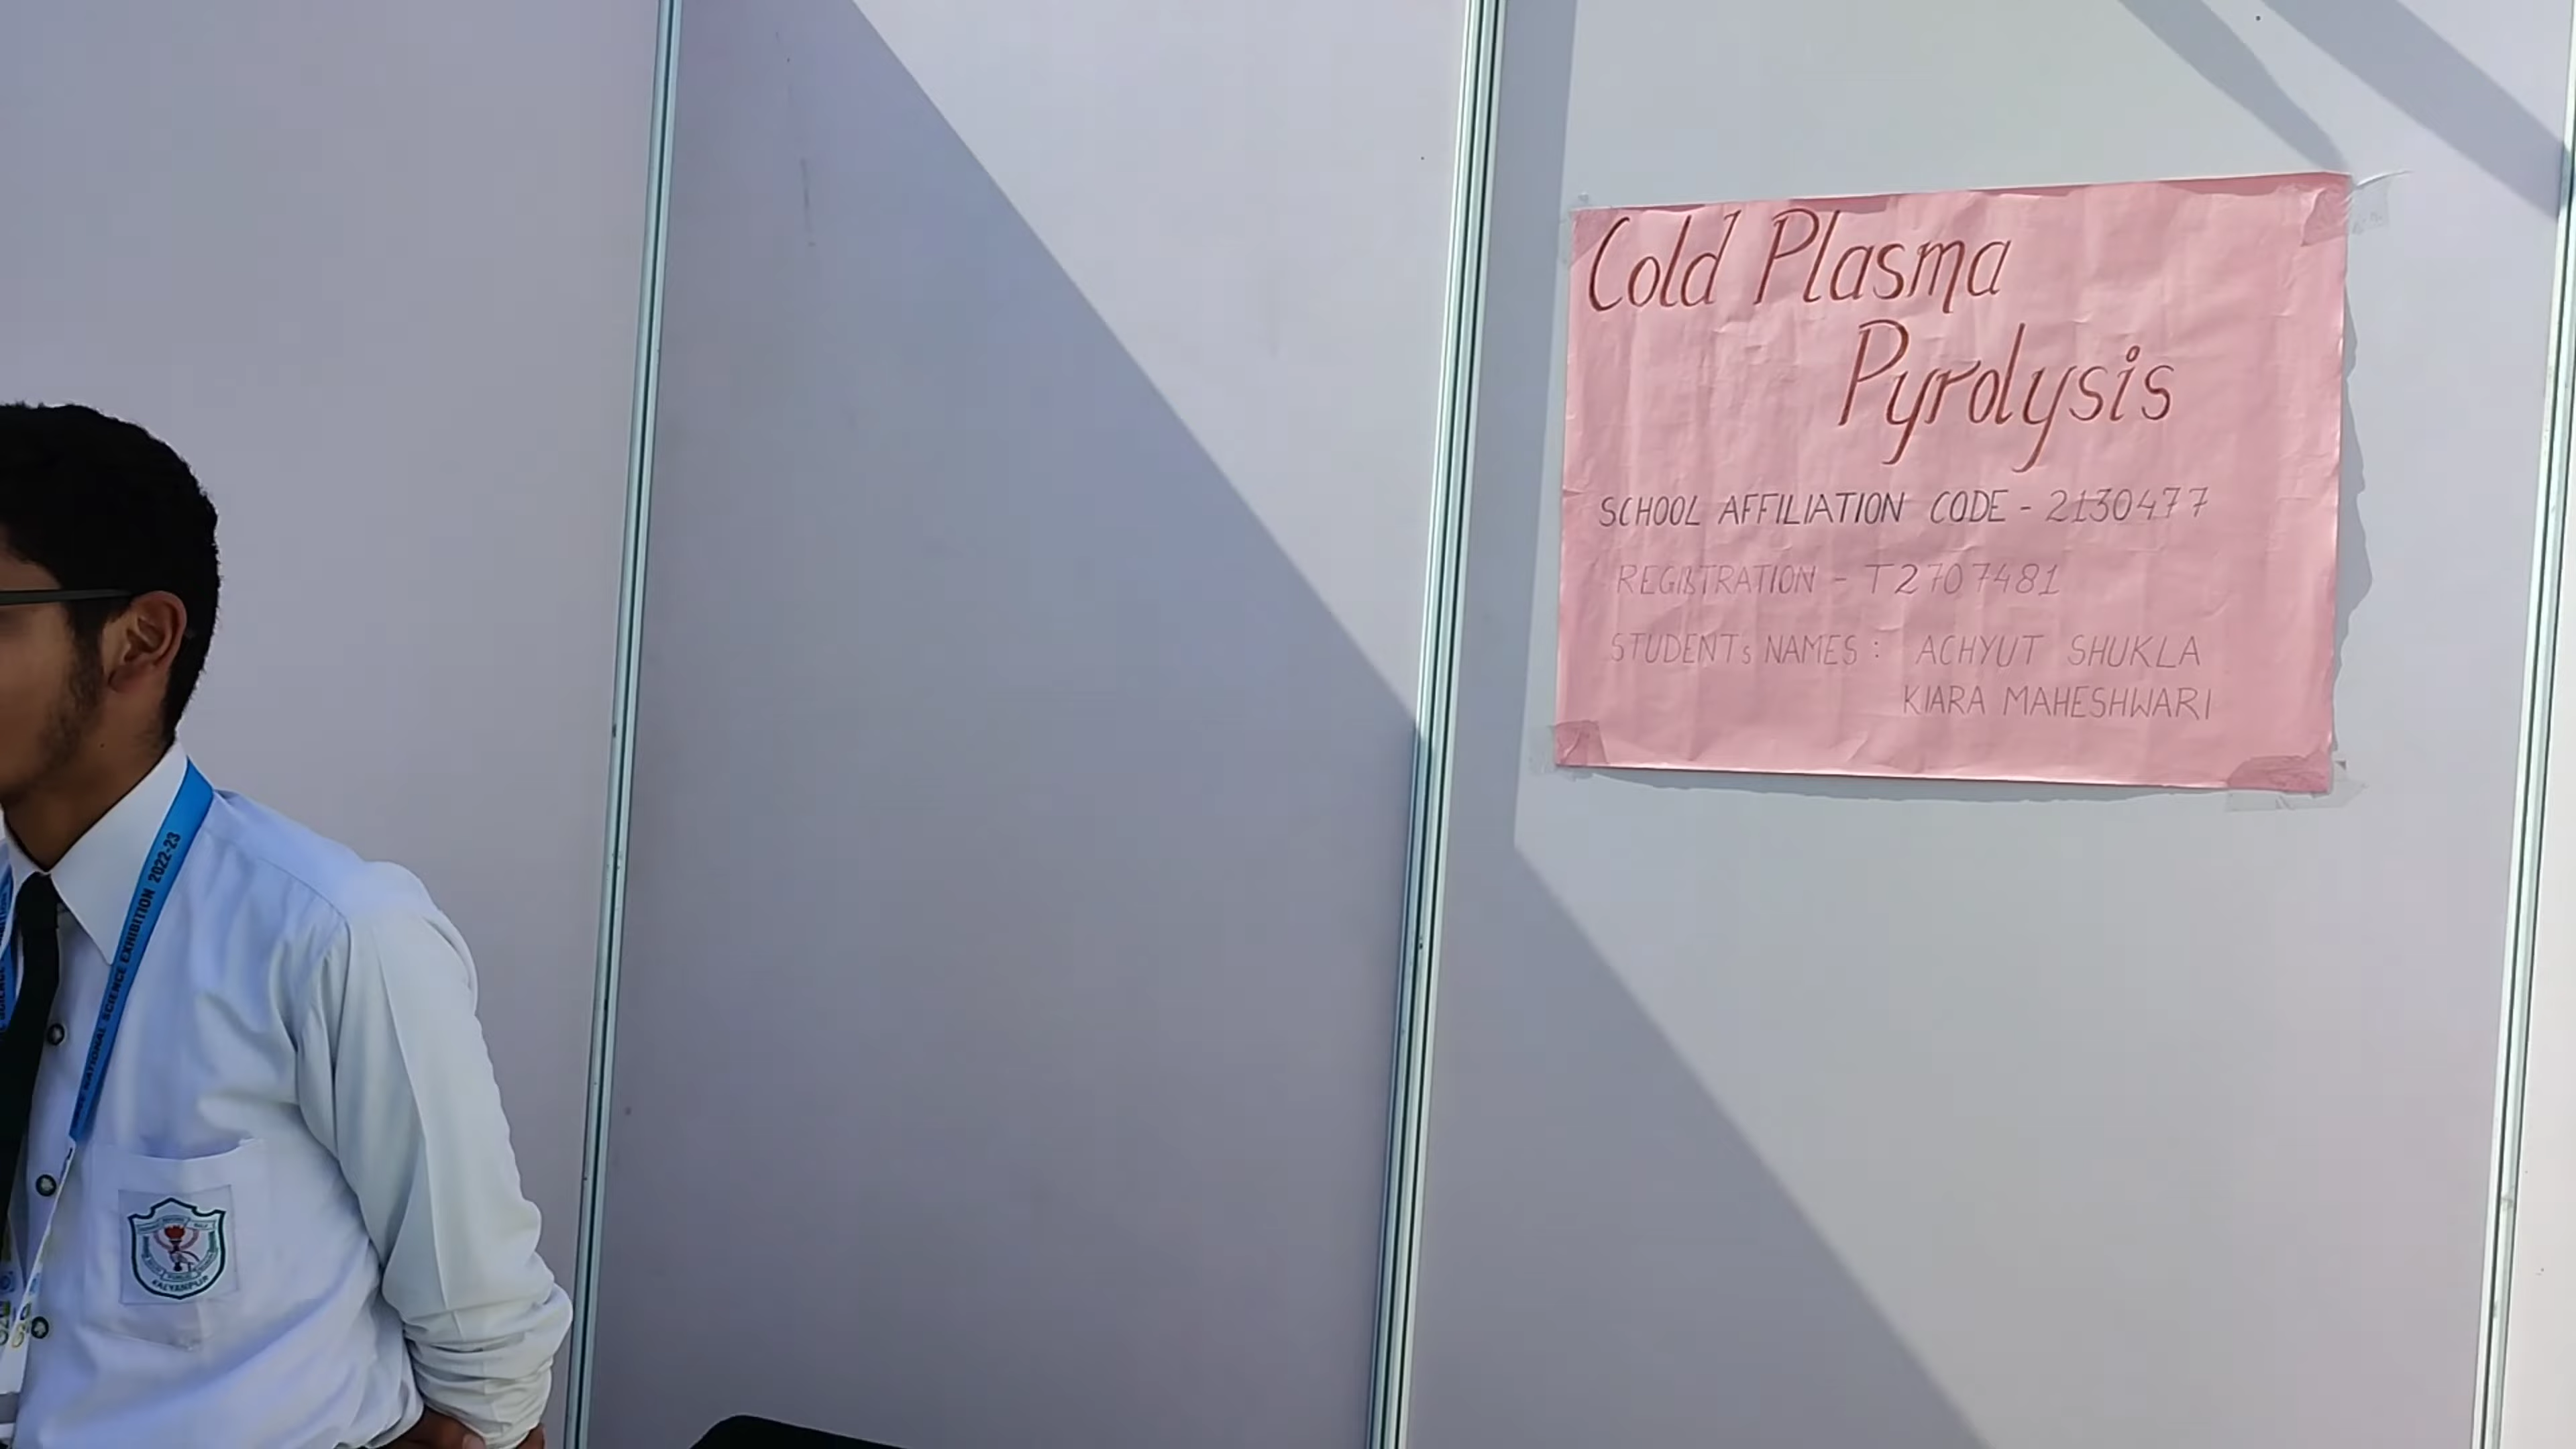 Cold Plasma
Pyrolysis
SCHOOL AFFILIATION CODE - 2130477
REGISTRATION - T2707481
STUDENTs NAMES : ACHYUT SHUKLA
KIARA MAHESHWARI
NATIONAL SCIENCE EXHIBITION 2022-23
KALYANPUR